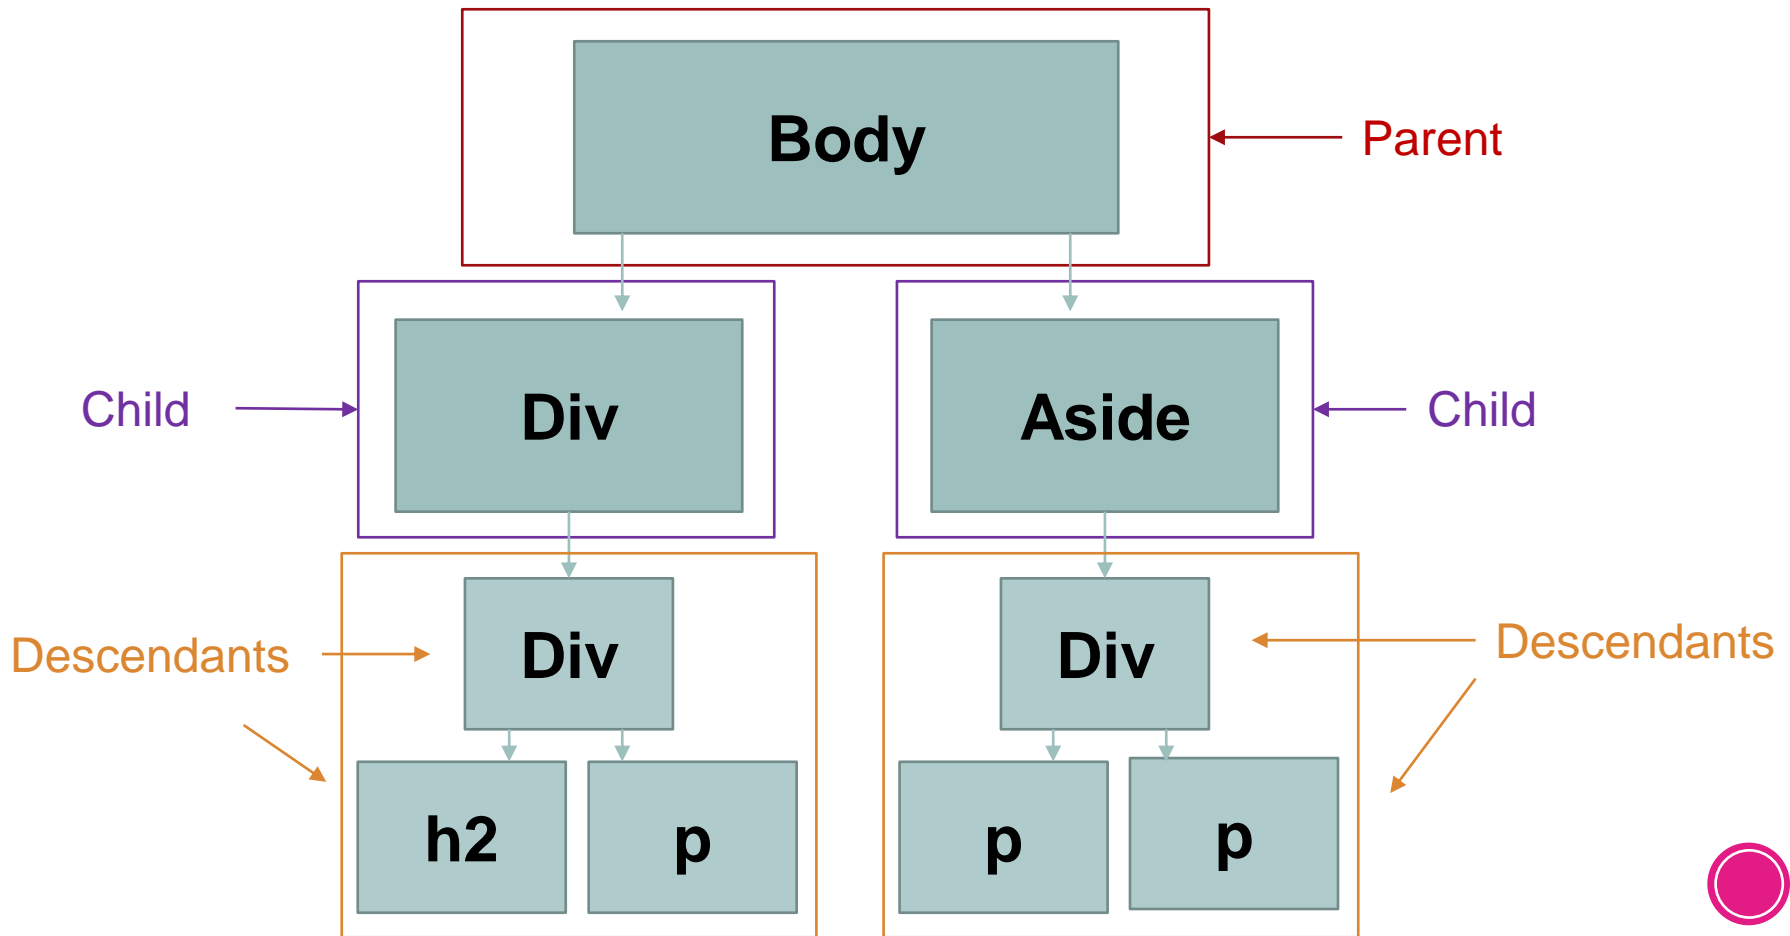 Body
Parent
Child
Div
Aside
Child
Descendants
Div
Div
Descendants
h2
p
p
p